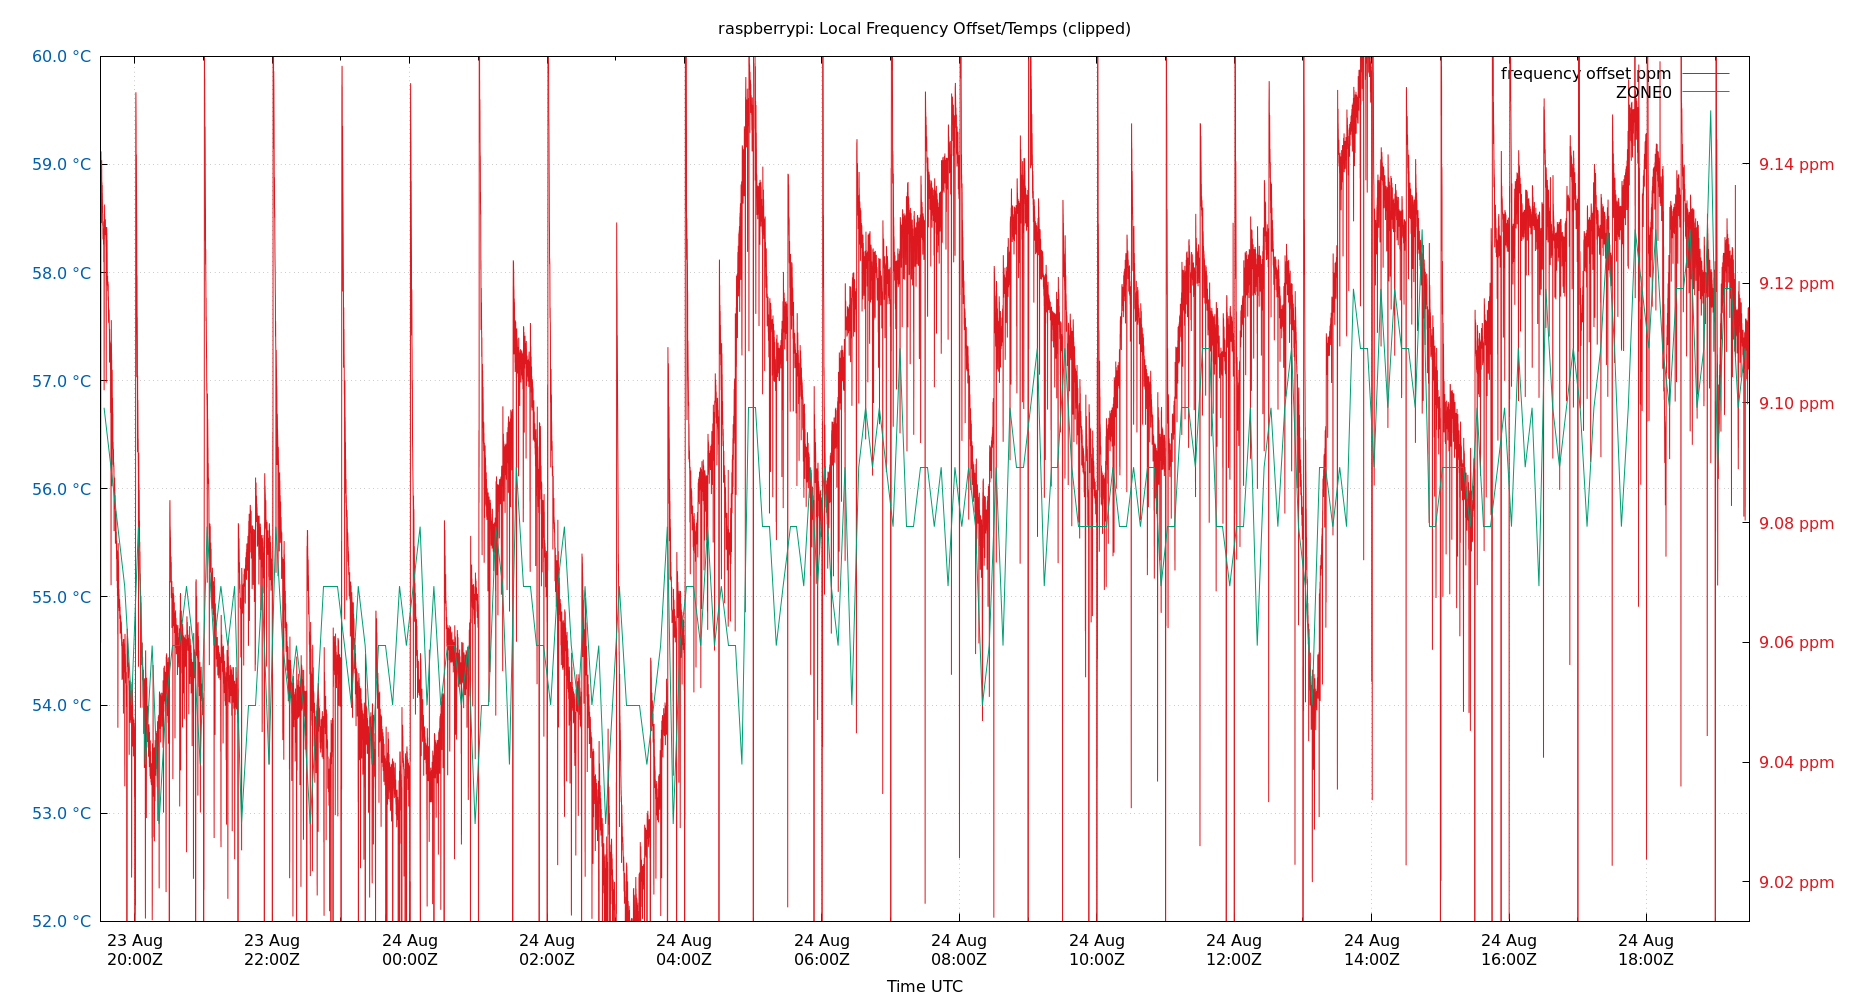 raspberrypi: Local Frequency Offset/Temps (clipped)
60.0 °C
frequency offset ppm
ZONE0
59.0 °C
9.14 ppm
58.0 °C
9.12 ppm
57.0 °C
9.10 ppm
56.0 °C
9.08 ppm
55.0 °C
9.06 ppm
54.0 °C
9.04 ppm
53.0 °C
9.02 ppm
52.0 °C
23 Aug 23 Aug 24 Aug 24 Aug 24 Aug 24 Aug 24 Aug 24 Aug 24 Aug 24 Aug 24 Aug 24 Aug
20:00Z 22:00Z 00:00Z 02:00Z 04:00Z 06:00Z 08:00Z 10:00Z 12:00Z 14:00Z 16:00Z 18:00Z
Time UTC